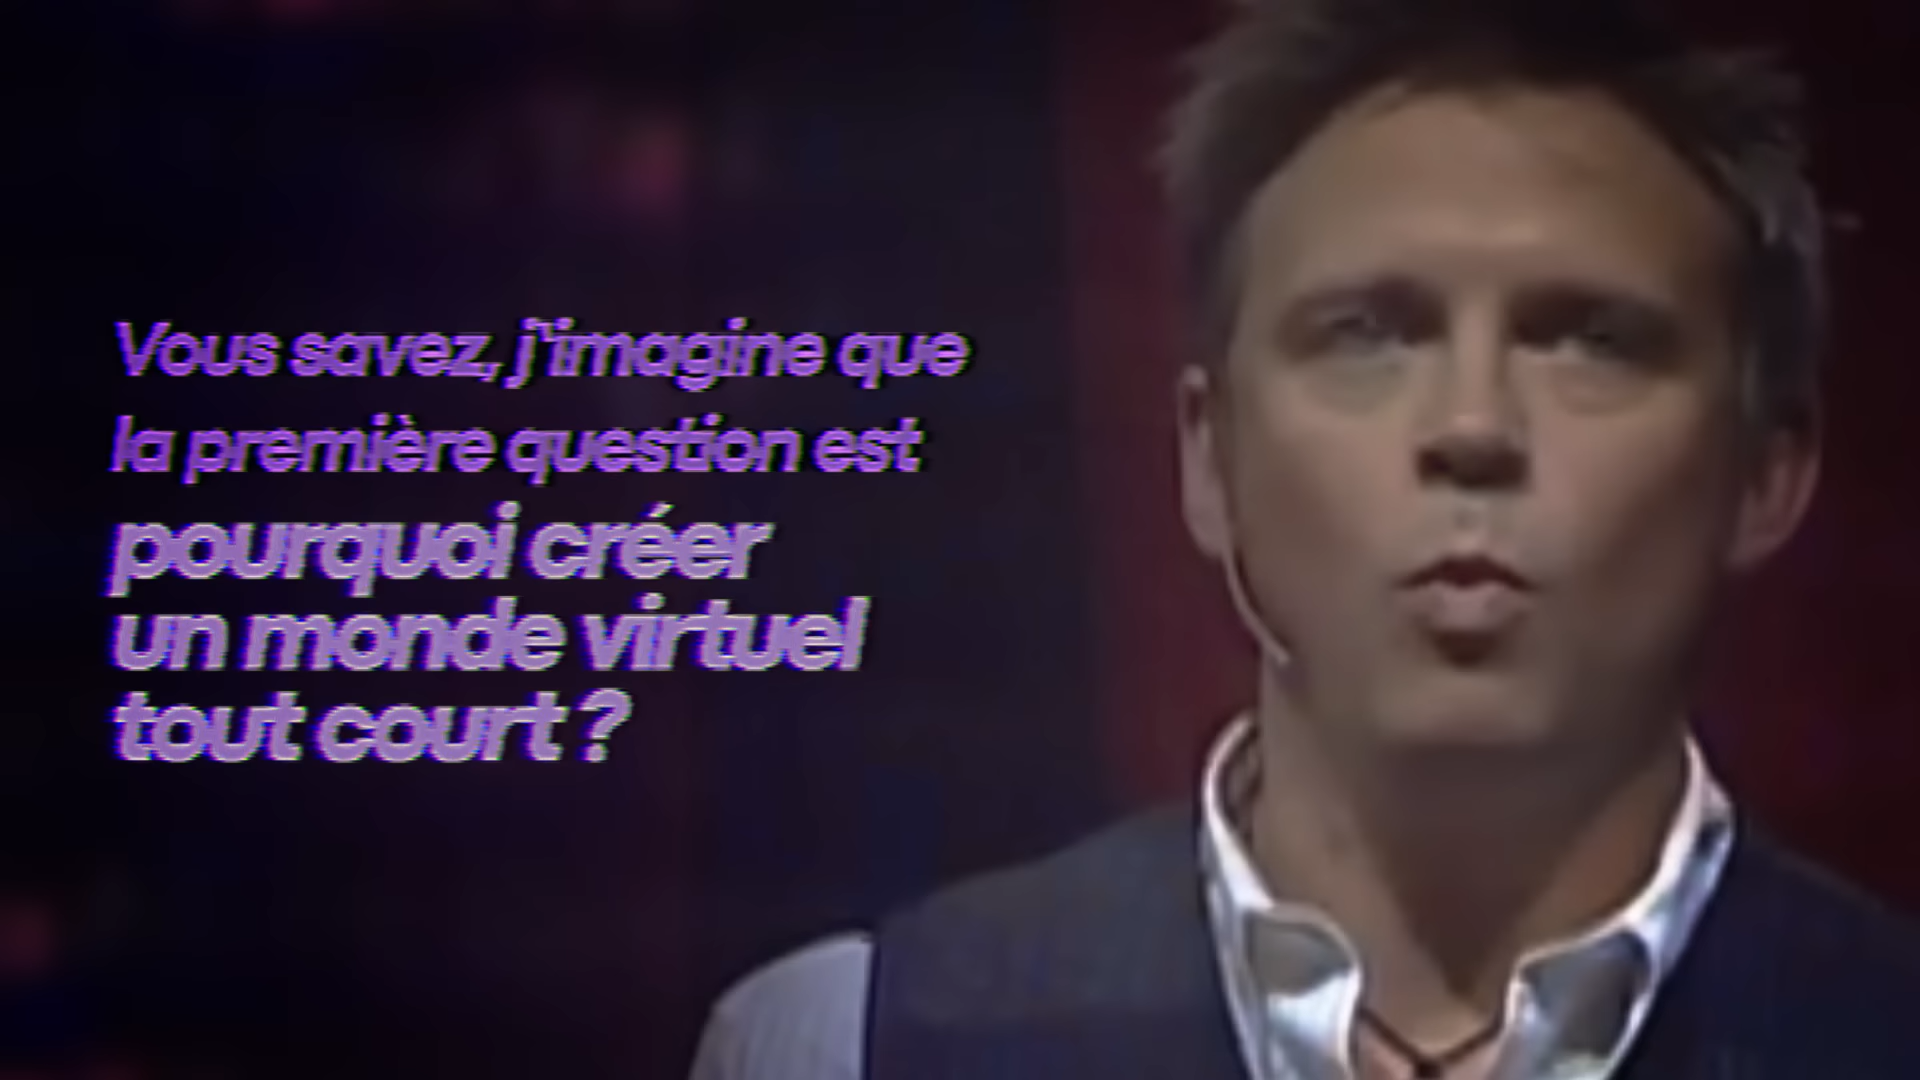 Vous savez, j'imagine que
la première question est
pourquoi créer
un monde virtuel
tout court ?